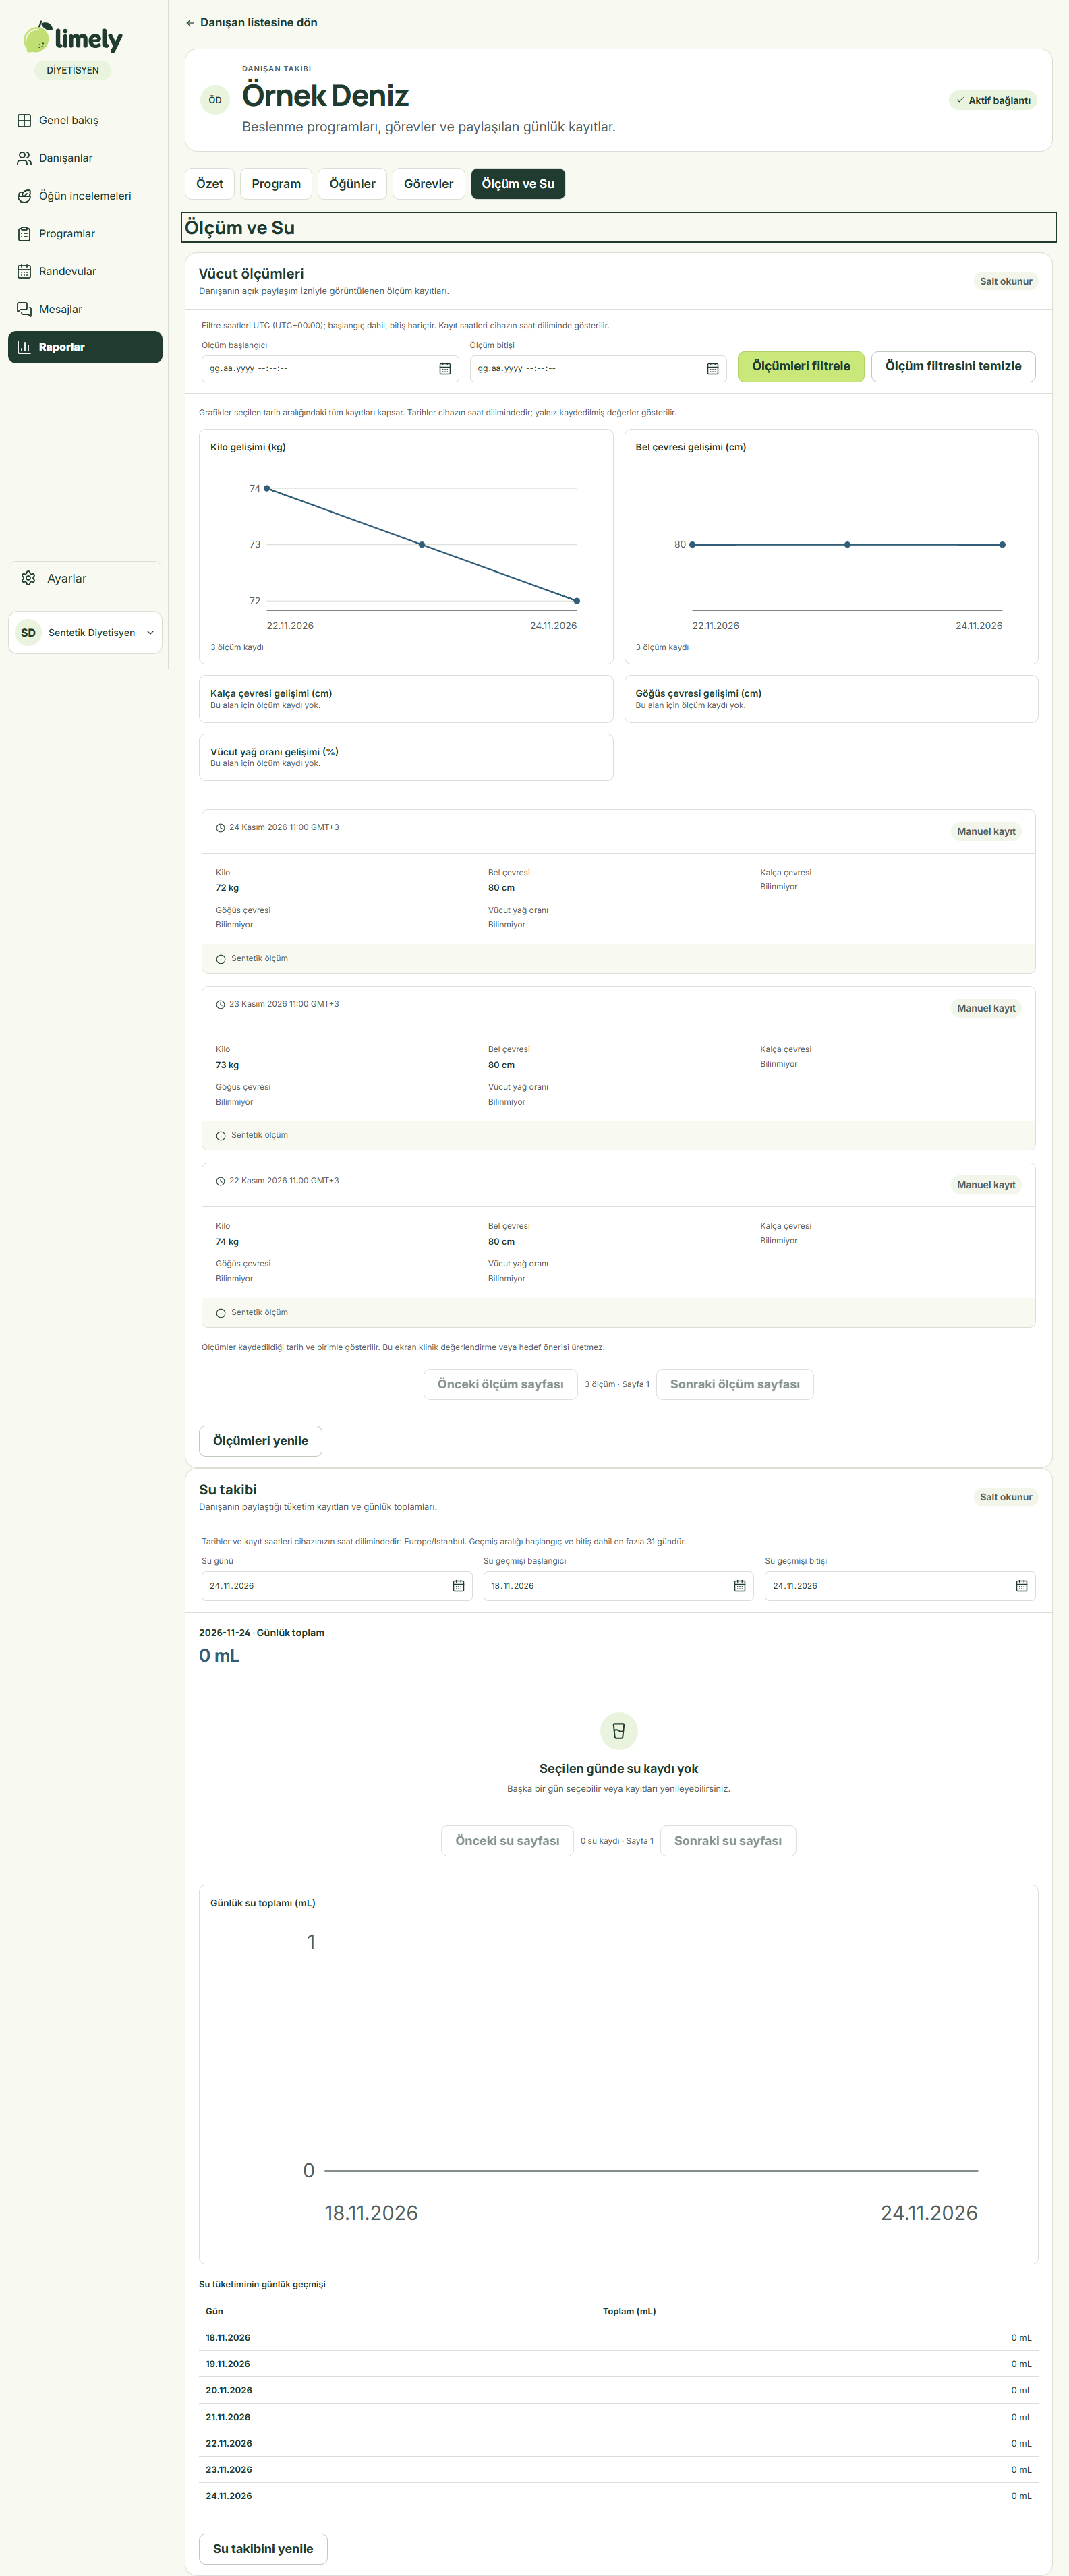 limely
DİYETİSYEN
Genel bakış
Danışanlar
Öğün incelemeleri
Programlar
Randevular
Mesajlar
Raporlar
Ayarlar
SD Sentetik Diyetisyen
Danışan listesine dön
DANIŞAN TAKİBİ
ÖD
Örnek Deniz
Beslenme programları, görevler ve paylaşılan günlük kayıtlar.
Aktif bağlantı
Özet Program Öğünler Görevler Ölçüm ve Su
Ölçüm ve Su
Vücut ölçümleri
Danışanın açık paylaşım izniyle görüntülenen ölçüm kayıtları.
Salt okunur
Filtre saatleri UTC (UTC+00:00); başlangıç dahil, bitiş hariçtir. Kayıt saatleri cihazın saat diliminde gösterilir.
Ölçüm başlangıcı Ölçüm bitişi
gg.aa.yyyy --:--:-- gg.aa.yyyy --:--:-- Ölçümleri filtrele Ölçüm filtresini temizle
Grafikler seçilen tarih aralığındaki tüm kayıtları kapsar. Tarihler cihazın saat dilimindedir; yalnız kaydedilmiş değerler gösterilir.
Kilo gelişimi (kg)
74
73
72
22.11.2026 24.11.2026
3 ölçüm kaydı
Bel çevresi gelişimi (cm)
80
22.11.2026 24.11.2026
3 ölçüm kaydı
Kalça çevresi gelişimi (cm)
Bu alan için ölçüm kaydı yok.
Göğüs çevresi gelişimi (cm)
Bu alan için ölçüm kaydı yok.
Vücut yağ oranı gelişimi (%)
Bu alan için ölçüm kaydı yok.
24 Kasım 2026 11:00 GMT+3 Manuel kayıt
Kilo Bel çevresi Kalça çevresi
72 kg 80 cm Bilinmiyor
Göğüs çevresi Vücut yağ oranı
Bilinmiyor Bilinmiyor
Sentetik ölçüm
23 Kasım 2026 11:00 GMT+3 Manuel kayıt
Kilo Bel çevresi Kalça çevresi
73 kg 80 cm Bilinmiyor
Göğüs çevresi Vücut yağ oranı
Bilinmiyor Bilinmiyor
Sentetik ölçüm
22 Kasım 2026 11:00 GMT+3 Manuel kayıt
Kilo Bel çevresi Kalça çevresi
74 kg 80 cm Bilinmiyor
Göğüs çevresi Vücut yağ oranı
Bilinmiyor Bilinmiyor
Sentetik ölçüm
Ölçümler kaydedildiği tarih ve birimle gösterilir. Bu ekran klinik değerlendirme veya hedef önerisi üretmez.
Önceki ölçüm sayfası 3 ölçüm · Sayfa 1 Sonraki ölçüm sayfası
Ölçümleri yenile
Su takibi
Danışanın paylaştığı tüketim kayıtları ve günlük toplamları.
Salt okunur
Tarihler ve kayıt saatleri cihazınızın saat dilimindedir: Europe/Istanbul. Geçmiş aralığı başlangıç ve bitiş dahil en fazla 31 gündür.
Su günü Su geçmişi başlangıcı Su geçmişi bitişi
24.11.2026 18.11.2026 24.11.2026
2026-11-24 · Günlük toplam
0 mL
Seçilen günde su kaydı yok
Başka bir gün seçebilir veya kayıtları yenileyebilirsiniz.
Önceki su sayfası 0 su kaydı · Sayfa 1 Sonraki su sayfası
Günlük su toplamı (mL)
1
0
18.11.2026 24.11.2026
Su tüketiminin günlük geçmişi
Gün Toplam (mL)
18.11.2026 0 mL
19.11.2026 0 mL
20.11.2026 0 mL
21.11.2026 0 mL
22.11.2026 0 mL
23.11.2026 0 mL
24.11.2026 0 mL
Su takibini yenile